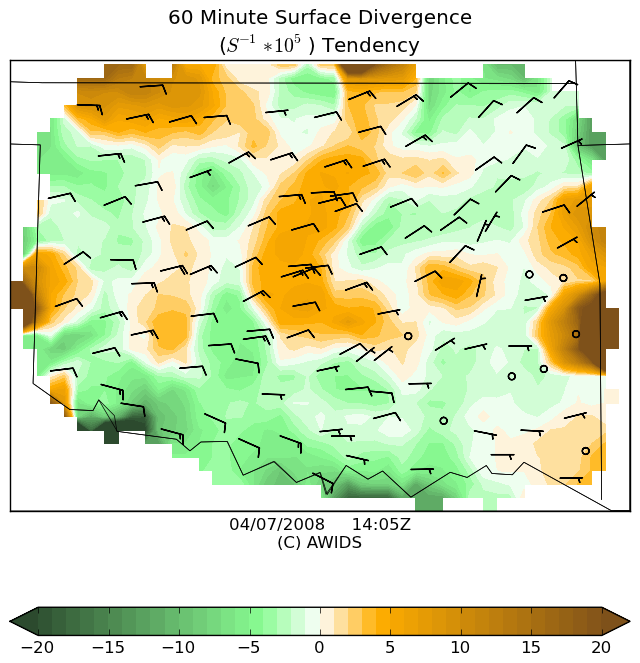 60 Minute Surface Divergence
(S⁻¹ * 10⁵ ) Tendency
04/07/2008 14:05Z
(C) AWIDS
−20 −15 −10 −5 0 5 10 15 20